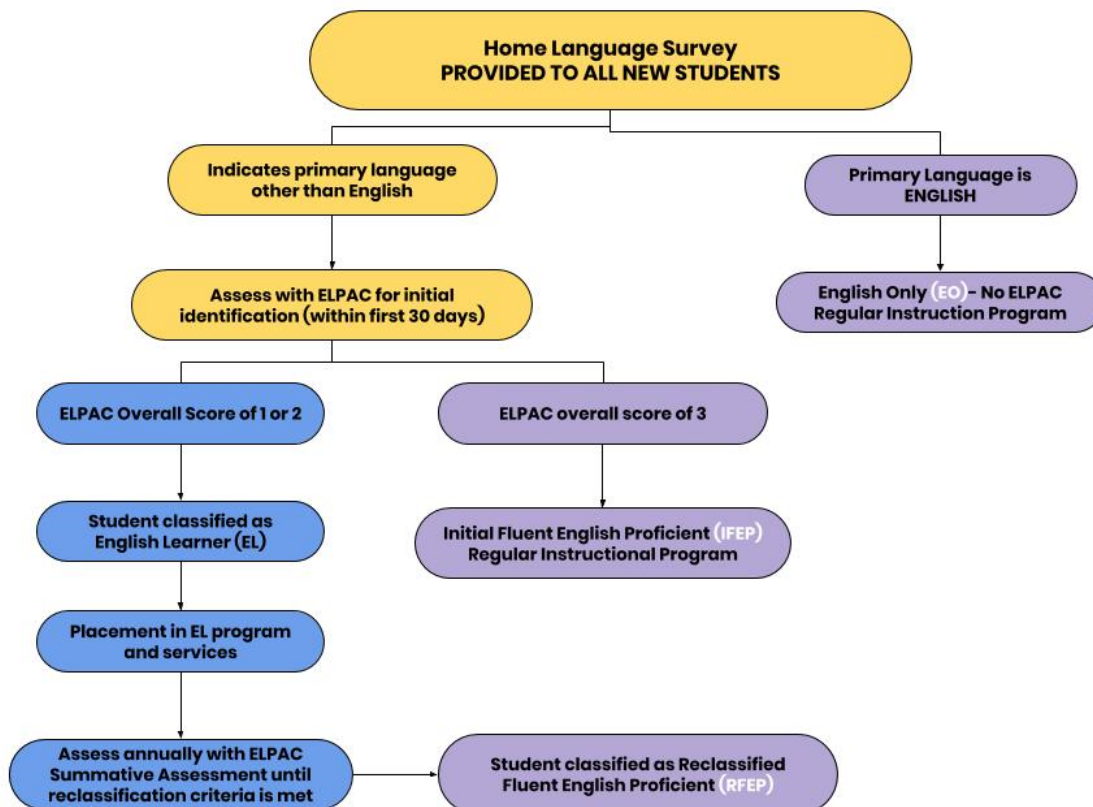 Home Language Survey
PROVIDED TO ALL NEW STUDENTS
Indicates primary language
other than English
Primary Language is
ENGLISH
Assess with ELPAC for initial
identification (within first 30 days)
English Only (EO)- No ELPAC
Regular Instruction Program
ELPAC Overall Score of 1 or 2
ELPAC overall score of 3
Student classified as
English Learner (EL)
Initial Fluent English Proficient (IFEP)
Regular Instructional Program
Placement in EL program
and services
Assess annually with ELPAC
Summative Assessment until
reclassification criteria is met
Student classified as Reclassified
Fluent English Proficient (RFEP)